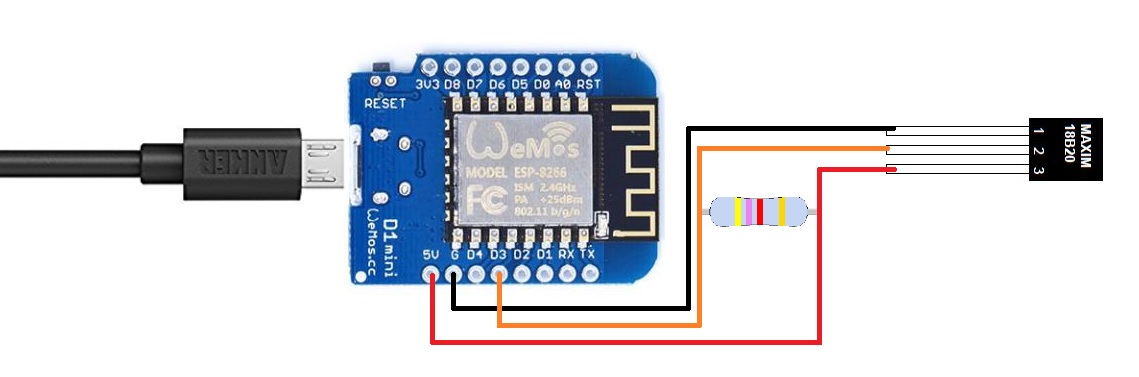 3V3 D8 D7 D6 D5 D0 A0 RST
RESET
ANKER
WeMos
MODEL ESP-8266
ISM 2.4GHz
PA +25dBm
802.11 b/g/n
FC
D1 mini
WeMos.cc
5V G D4 D3 D2 D1 RX TX
1
2
3
MAXIM
18B20